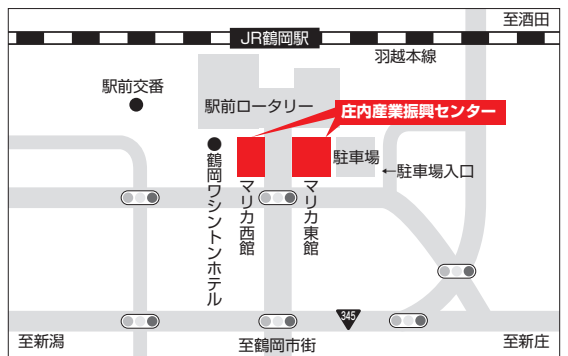 至酒田
JR鶴岡駅
羽越本線
駅前交番
駅前ロータリー
庄内産業振興センター
駐車場
←駐車場入口
鶴岡ワシントンホテル
マリカ西館
マリカ東館
345
至新潟
至鶴岡市街
至新庄